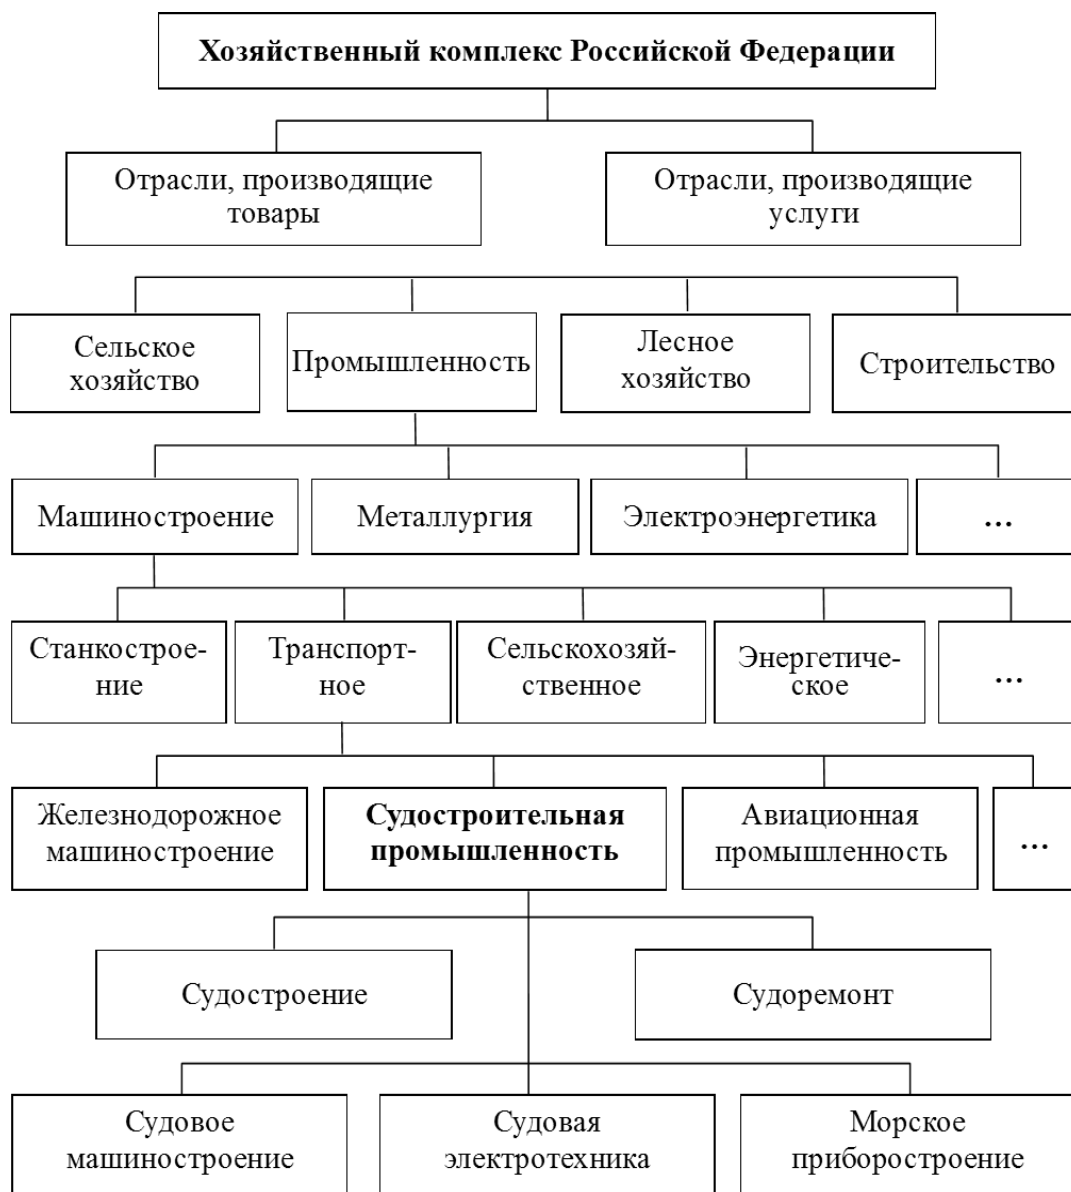 Хозяйственный комплекс Российской Федерации
Отрасли, производящие
товары
Отрасли, производящие
услуги
Сельское
хозяйство
Промышленность
Лесное
хозяйство
Строительство
Машиностроение
Металлургия
Электроэнергетика
...
Станкострое-
ние
Транспорт-
ное
Сельскохозяй-
ственное
Энергетиче-
ское
...
Железнодорожное
машиностроение
Судостроительная
промышленность
Авиационная
промышленность
...
Судостроение
Судоремонт
Судовое
машиностроение
Судовая
электротехника
Морское
приборостроение